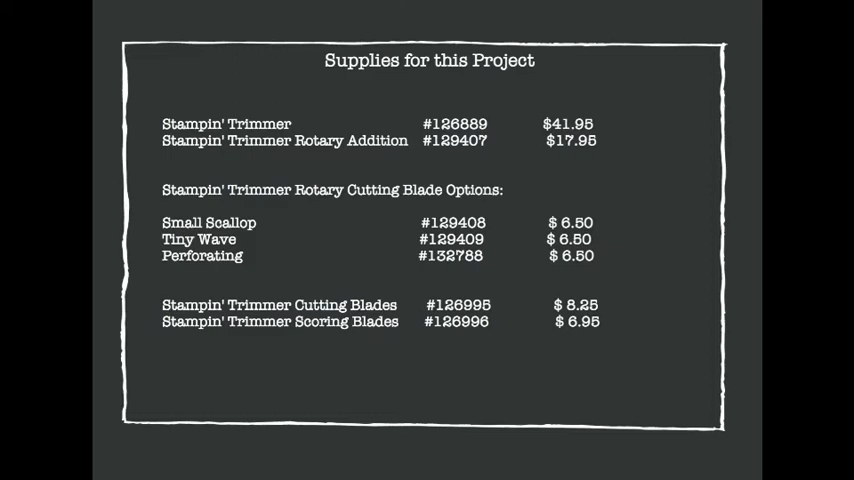 Supplies for this Project
Stampin' Trimmer #126889 $41.95
Stampin' Trimmer Rotary Addition #129407 $17.95
Stampin' Trimmer Rotary Cutting Blade Options:
Small Scallop #129408 $ 6.50
Tiny Wave #129409 $ 6.50
Perforating #132788 $ 6.50
Stampin' Trimmer Cutting Blades #126995 $ 8.25
Stampin' Trimmer Scoring Blades #126996 $ 6.95